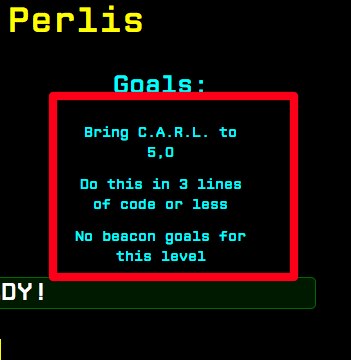 Perlis
Goals:
Bring C.A.R.L. to
5,0
Do this in 3 lines
of code or less
No beacon goals for
this level
DY!